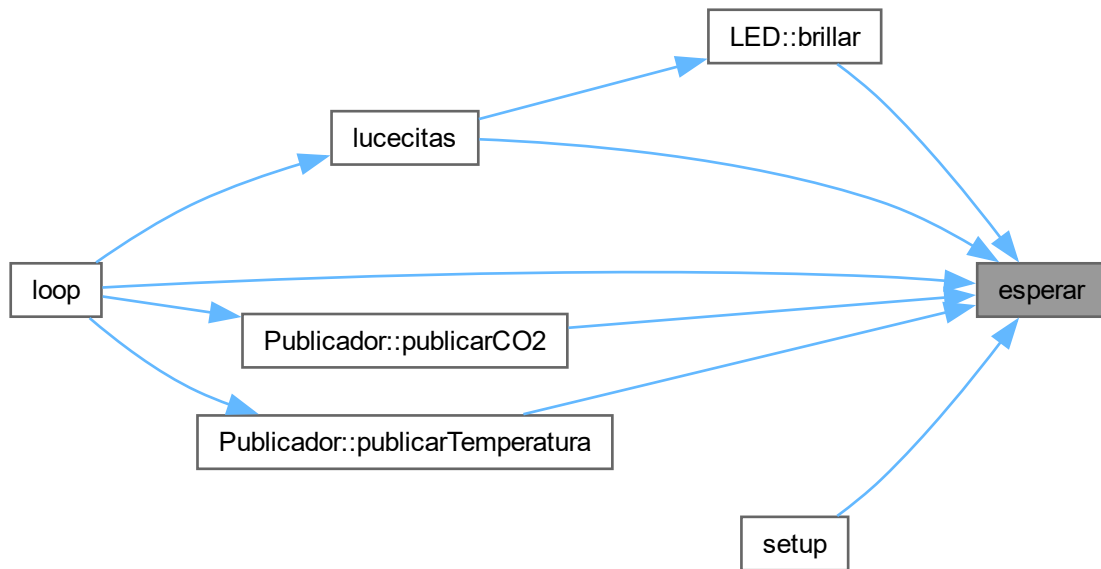 LED::brillar
lucecitas
loop
esperar
Publicador::publicarCO2
Publicador::publicarTemperatura
setup